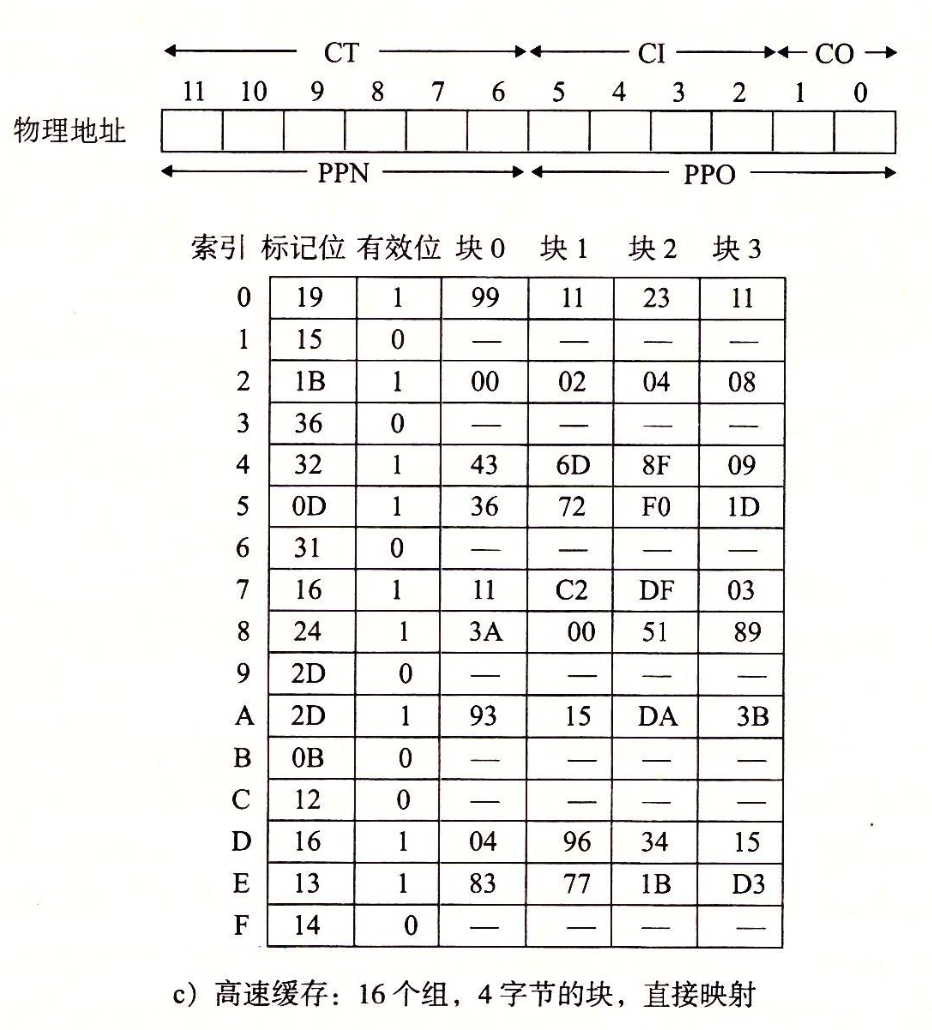 CT CI CO
11 10 9 8 7 6 5 4 3 2 1 0
物理地址
PPN PPO
索引 标记位 有效位 块0 块1 块2 块3
0 19 1 99 11 23 11
1 15 0 — — — —
2 1B 1 00 02 04 08
3 36 0 — — — —
4 32 1 43 6D 8F 09
5 0D 1 36 72 F0 1D
6 31 0 — — — —
7 16 1 11 C2 DF 03
8 24 1 3A 00 51 89
9 2D 0 — — — —
A 2D 1 93 15 DA 3B
B 0B 0 — — — —
C 12 0 — — — —
D 16 1 04 96 34 15
E 13 1 83 77 1B D3
F 14 0 — — — —
c）高速缓存：16个组，4字节的块，直接映射